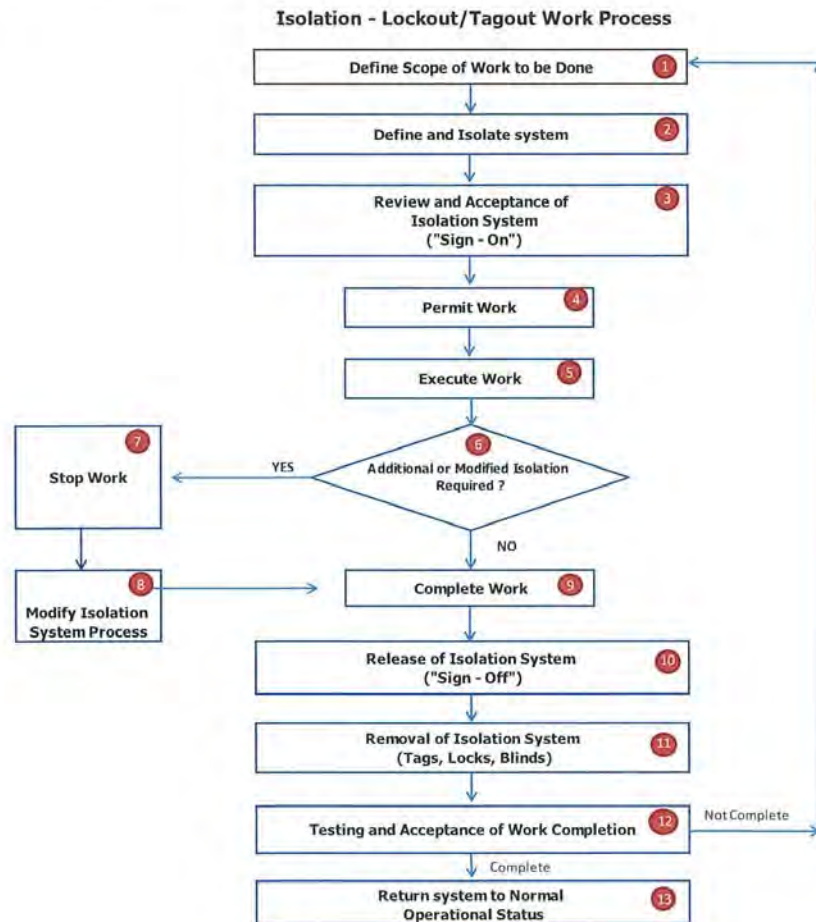 Isolation - Lockout/Tagout Work Process
1
Define Scope of Work to be Done
2
Define and Isolate system
3
Review and Acceptance of
Isolation System
("Sign - On")
4
Permit Work
5
Execute Work
6
Additional or Modified Isolation
Required ?
YES
7
Stop Work
8
Modify Isolation
System Process
NO
9
Complete Work
10
Release of Isolation System
("Sign - Off")
11
Removal of Isolation System
(Tags, Locks, Blinds)
12
Testing and Acceptance of Work Completion
Not Complete
Complete
13
Return system to Normal
Operational Status